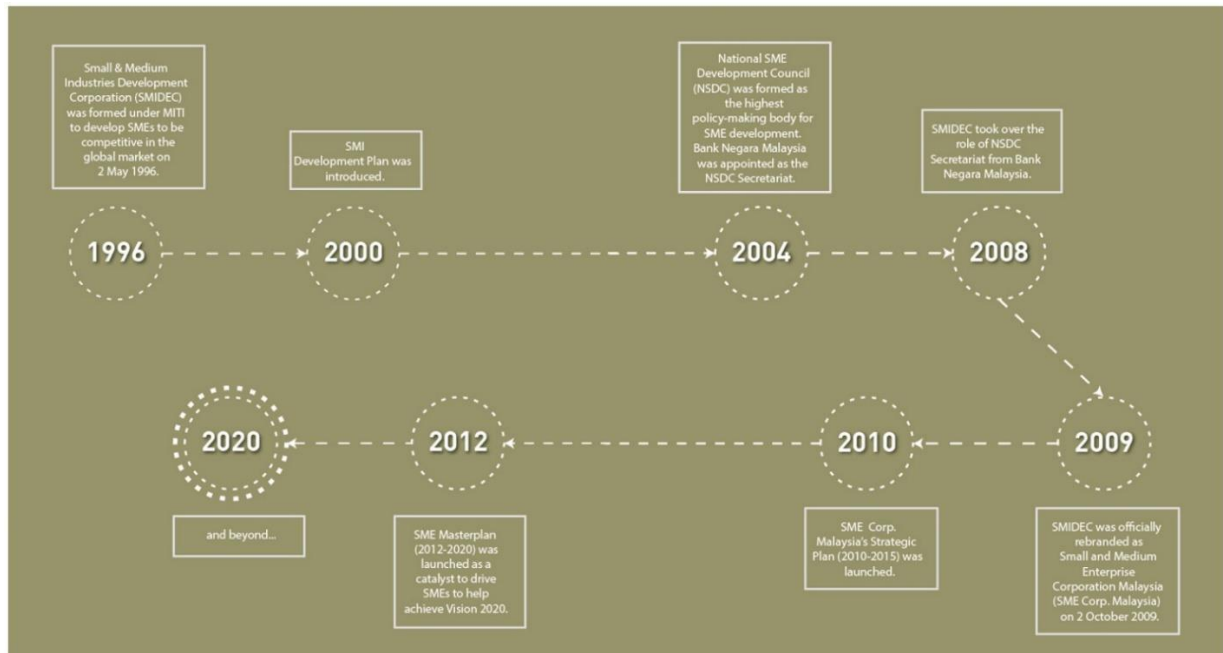 Small & Medium
Industries Development
Corporation (SMIDEC)
was formed under MITI
to develop SMEs to be
competitive in the
global market on
2 May 1996.
1996
SMI
Development Plan was
introduced.
2000
National SME
Development Council
(NSDC) was formed as
the highest
policy-making body for
SME development.
Bank Negara Malaysia
was appointed as the
NSDC Secretariat.
2004
SMIDEC took over the
role of NSDC
Secretariat from Bank
Negara Malaysia.
2008
2009
SMIDEC was officially
rebranded as
Small and Medium
Enterprise
Corporation Malaysia
(SME Corp. Malaysia)
on 2 October 2009.
2010
SME Corp.
Malaysia's Strategic
Plan (2010-2015) was
launched.
2012
SME Masterplan
(2012-2020) was
launched as a
catalyst to drive
SMEs to help
achieve Vision 2020.
2020
and beyond...